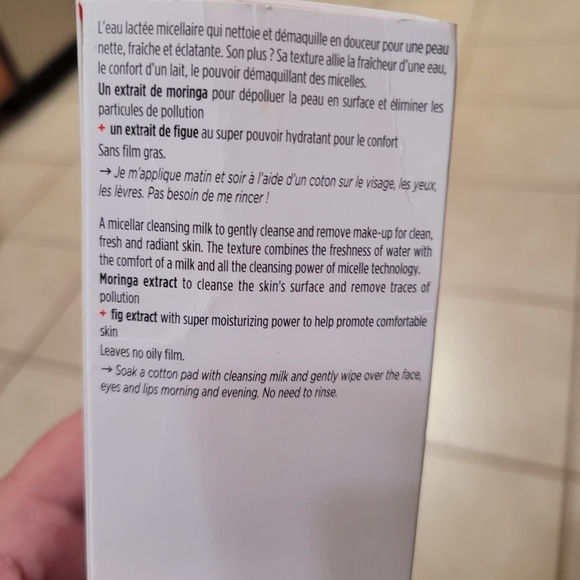 L'eau lactée micellaire qui nettoie et démaquille en douceur pour une peau
nette, fraîche et éclatante. Son plus ? Sa texture allie la fraîcheur d'une eau,
le confort d'un lait, le pouvoir démaquillant des micelles.
Un extrait de moringa pour dépolluer la peau en surface et éliminer les
particules de pollution
+ un extrait de figue au super pouvoir hydratant pour le confort
Sans film gras.
→ Je m'applique matin et soir à l'aide d'un coton sur le visage, les yeux,
les lèvres. Pas besoin de me rincer !
A micellar cleansing milk to gently cleanse and remove make-up for clean,
fresh and radiant skin. The texture combines the freshness of water with
the comfort of a milk and all the cleansing power of micelle technology.
Moringa extract to cleanse the skin's surface and remove traces of
pollution
+ fig extract with super moisturizing power to help promote comfortable
skin
Leaves no oily film.
→ Soak a cotton pad with cleansing milk and gently wipe over the face,
eyes and lips morning and evening. No need to rinse.